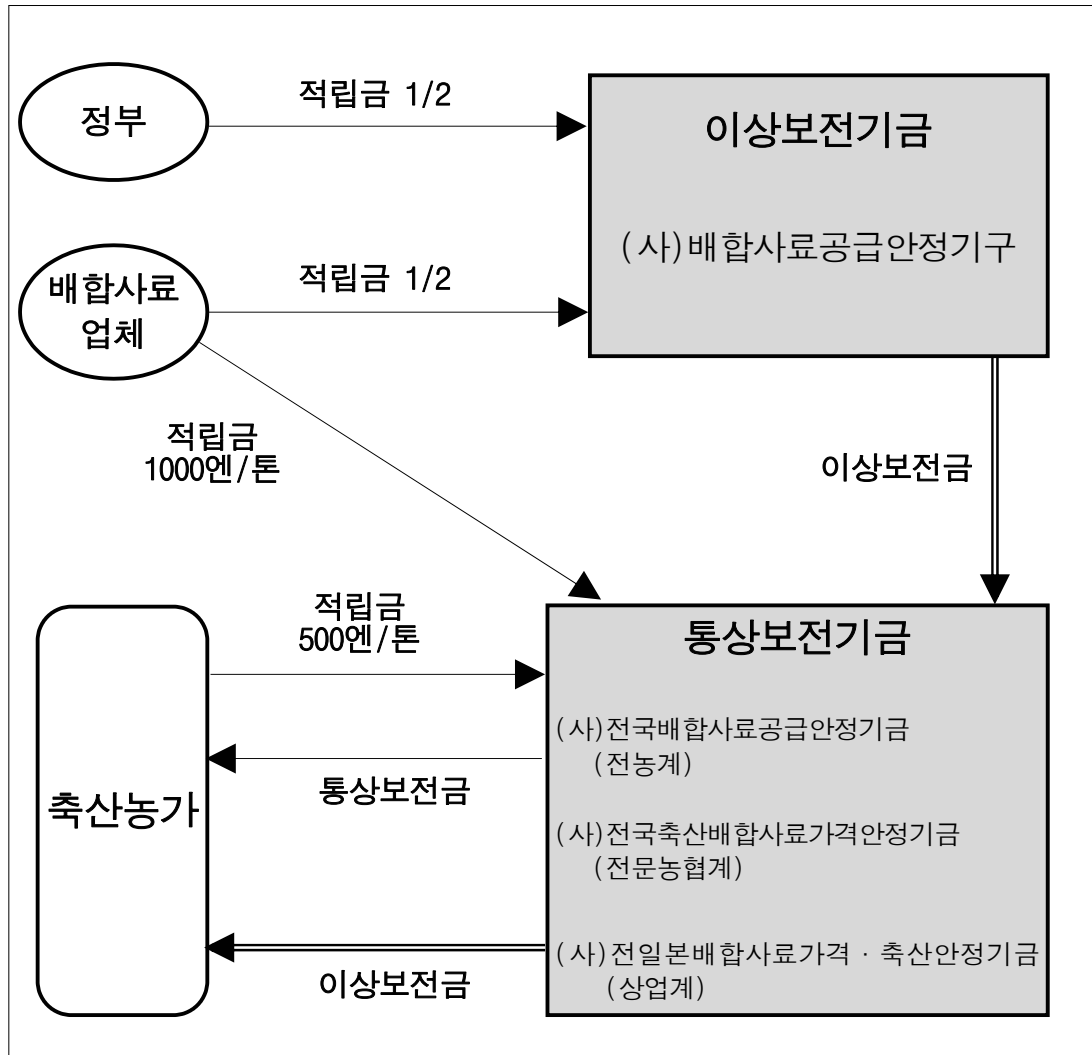 정부
적립금 1/2
이상보전기금
(사)배합사료공급안정기구
배합사료
업체
적립금 1/2
적립금
1000엔/톤
이상보전금
적립금
500엔/톤
통상보전기금
(사)전국배합사료공급안정기금
(전농계)
통상보전금
축산농가
(사)전국축산배합사료가격안정기금
(전문농협계)
(사)전일본배합사료가격·축산안정기금
(상업계)
이상보전금